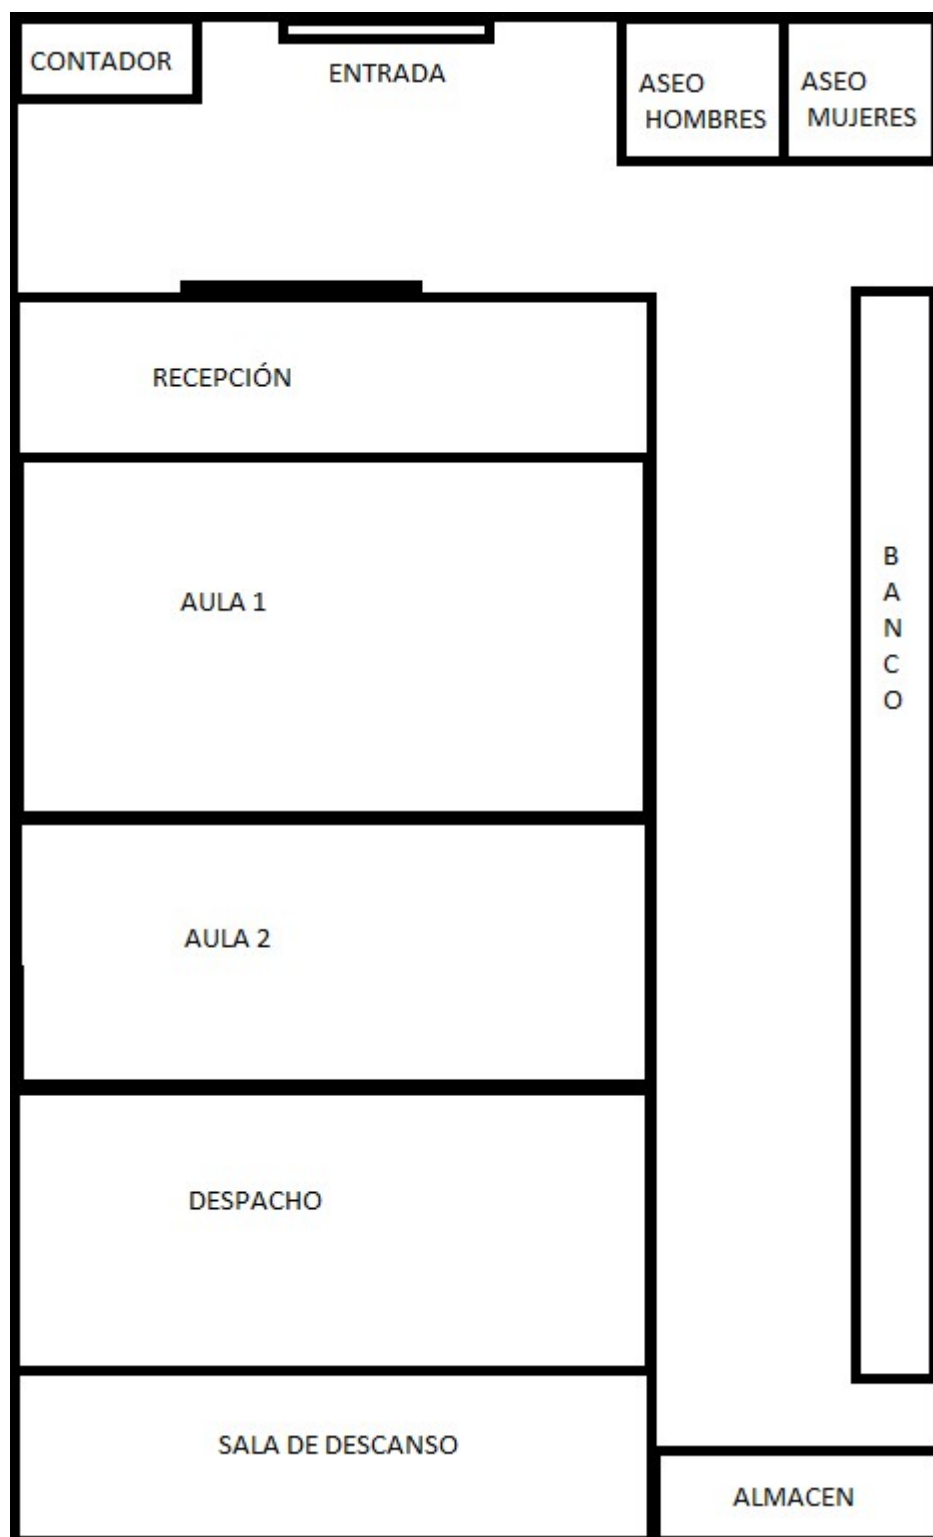 CONTADOR
ENTRADA
ASEO
HOMBRES
ASEO
MUJERES
RECEPCIÓN
AULA 1
B
A
N
C
O
AULA 2
DESPACHO
SALA DE DESCANSO
ALMACEN